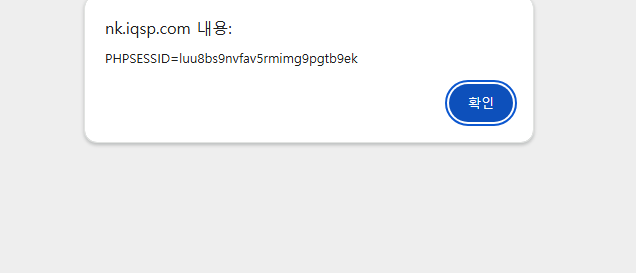 nk.iqsp.com 내용:
PHPSESSID=luu8bs9nvfav5rmimg9pgtb9ek
확인